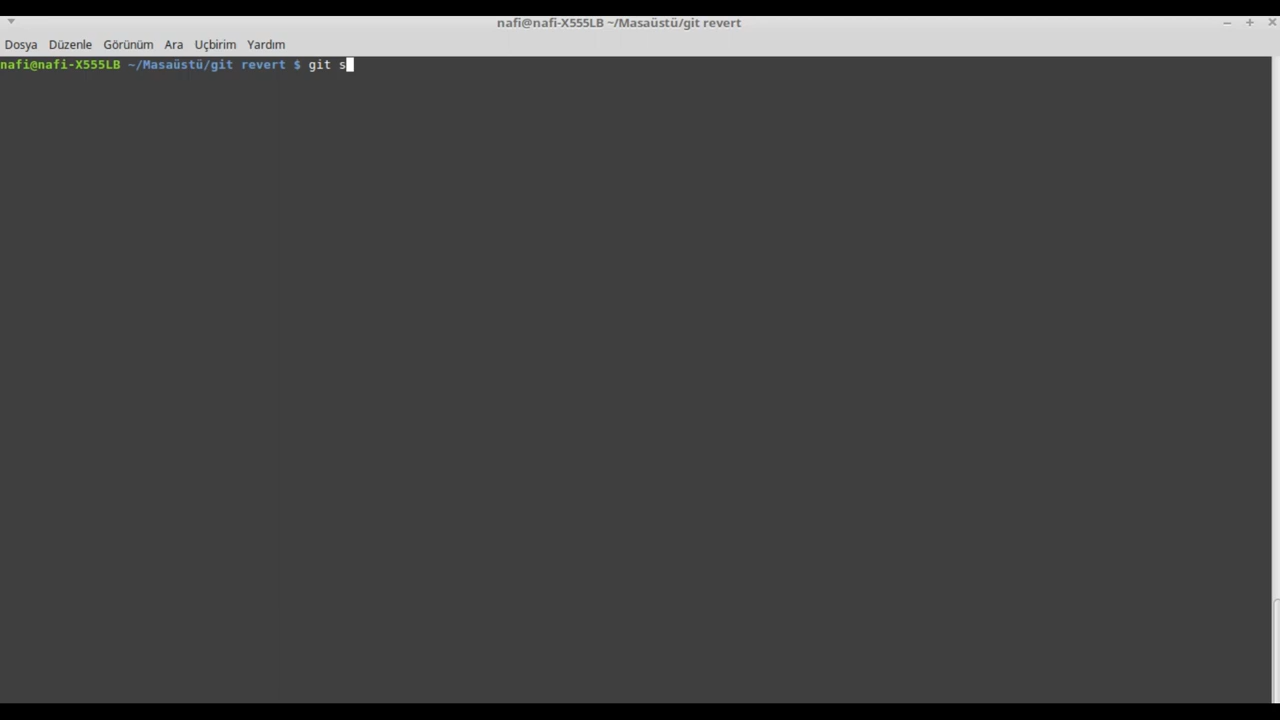 nafi@nafi-X555LB ~/Masaüstü/git revert
Dosya Düzenle Görünüm Ara Uçbirim Yardım
nafi@nafi-X555LB ~/Masaüstü/git revert $ git s